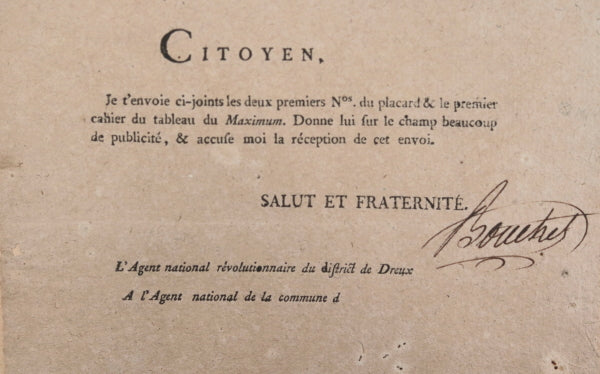 CITOYEN,
Je t'envoie ci-joints les deux premiers Nos. du placard & le premier
cahier du tableau du Maximum. Donne lui sur le champ beaucoup
de publicité, & accuse moi la réception de cet envoi.
SALUT ET FRATERNITÉ.
L'Agent national révolutionnaire du district de Dreux
A l'Agent national de la commune d